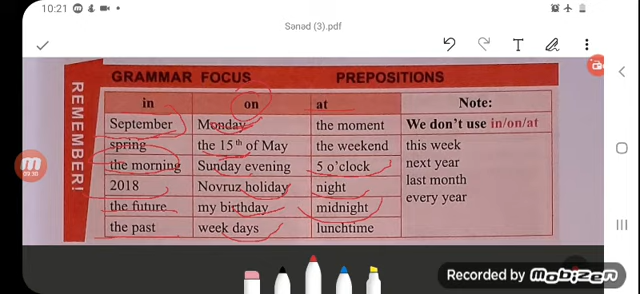 10:21
Sənəd (3).pdf
T
GRAMMAR FOCUS PREPOSITIONS
REMEMBER!
in on at Note:
September Monday the moment We don't use in/on/at
spring the 15th of May the weekend this week
the morning Sunday evening 5 o'clock next year
2018 Novruz holiday night last month
the future my birthday midnight every year
the past week days lunchtime
m
09:30
Recorded by Mobizen